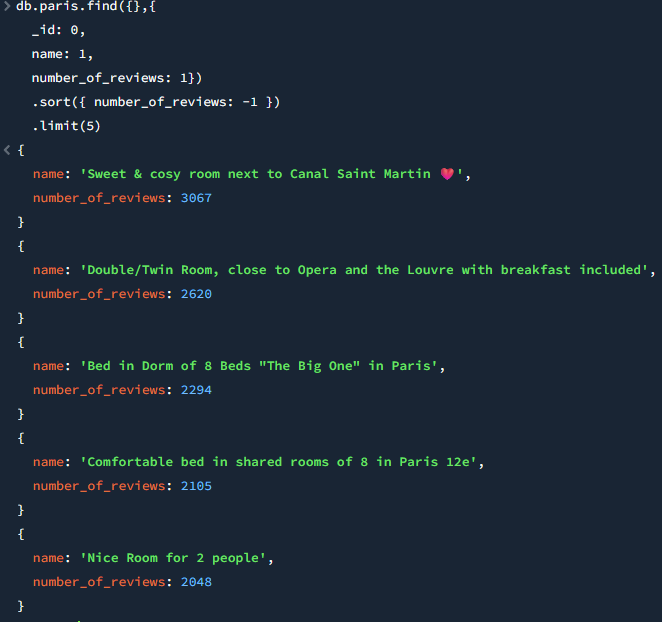 db.paris.find({},{
_id: 0,
name: 1,
number_of_reviews: 1})
.sort({ number_of_reviews: -1 })
.limit(5)
{
name: 'Sweet & cosy room next to Canal Saint Martin 💗',
number_of_reviews: 3067
}
{
name: 'Double/Twin Room, close to Opera and the Louvre with breakfast included',
number_of_reviews: 2620
}
{
name: 'Bed in Dorm of 8 Beds "The Big One" in Paris',
number_of_reviews: 2294
}
{
name: 'Comfortable bed in shared rooms of 8 in Paris 12e',
number_of_reviews: 2105
}
{
name: 'Nice Room for 2 people',
number_of_reviews: 2048
}